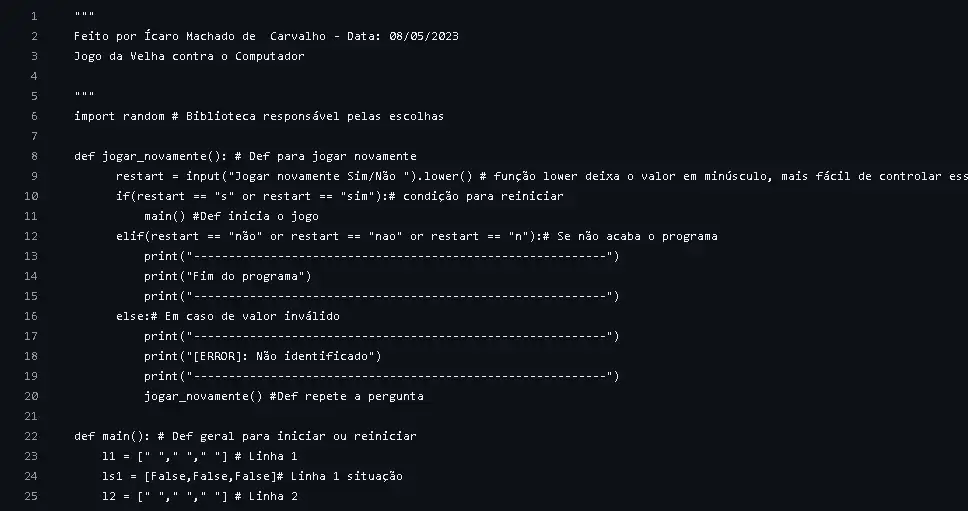 1 """
2 Feito por Ícaro Machado de  Carvalho - Data: 08/05/2023
3 Jogo da Velha contra o Computador
4
5 """
6 import random # Biblioteca responsável pelas escolhas
7
8 def jogar_novamente(): # Def para jogar novamente
9 restart = input("Jogar novamente Sim/Não ").lower() # função lower deixa o valor em minúsculo, mais fácil de controlar ess
10 if(restart == "s" or restart == "sim"):# condição para reiniciar
11 main() #Def inicia o jogo
12 elif(restart == "não" or restart == "nao" or restart == "n"):# Se não acaba o programa
13 print("-----------------------------------------------------------")
14 print("Fim do programa")
15 print("-----------------------------------------------------------")
16 else:# Em caso de valor inválido
17 print("-----------------------------------------------------------")
18 print("[ERROR]: Não identificado")
19 print("-----------------------------------------------------------")
20 jogar_novamente() #Def repete a pergunta
21
22 def main(): # Def geral para iniciar ou reiniciar
23 l1 = [" "," "," "] # Linha 1
24 ls1 = [False,False,False]# Linha 1 situação
25 l2 = [" "," "," "] # Linha 2